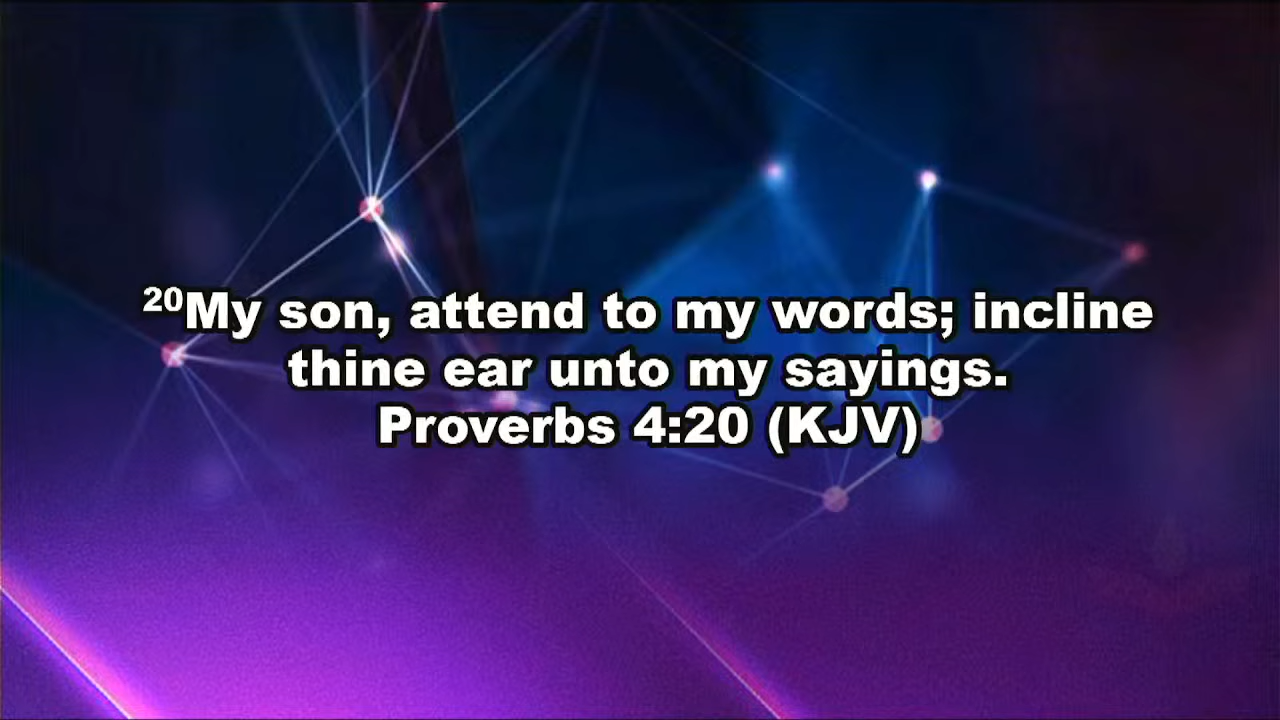 ²⁰My son, attend to my words; incline
thine ear unto my sayings.
Proverbs 4:20 (KJV)